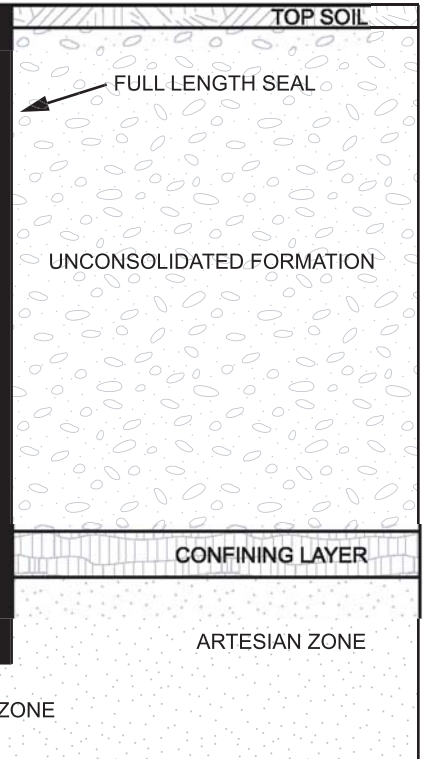 TOP SOIL
FULL LENGTH SEAL
UNCONSOLIDATED FORMATION
CONFINING LAYER
ARTESIAN ZONE
ZONE